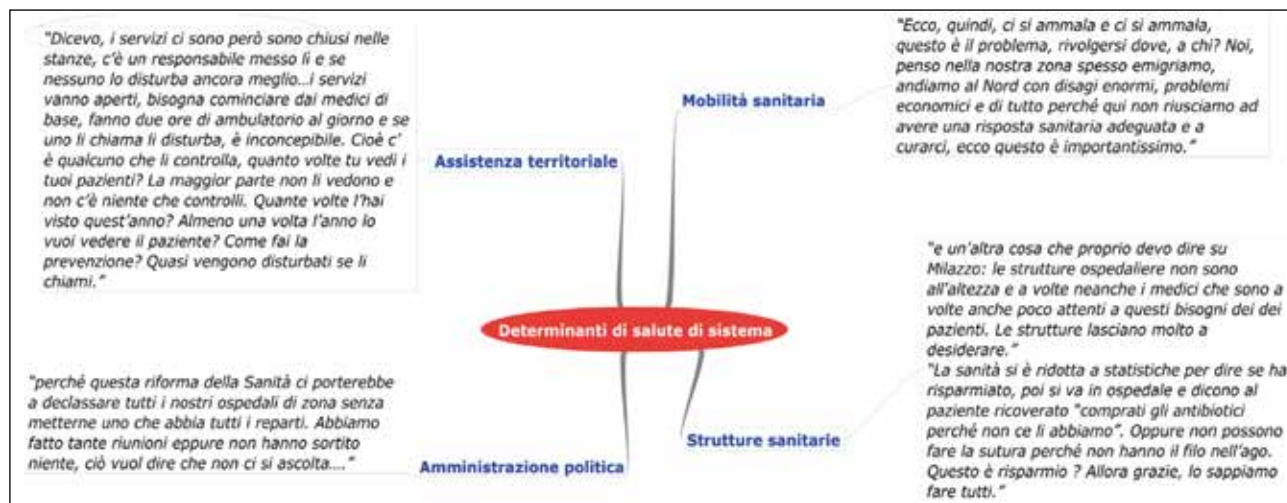 "Dicevo, i servizi ci sono però sono chiusi nelle
stanze, c'è un responsabile messo lì e se
nessuno lo disturba ancora meglio...i servizi
vanno aperti, bisogna cominciare dai medici di
base, fanno due ore di ambulatorio al giorno e se
uno li chiama li disturba, è inconcepibile. Cioè c'
è qualcuno che li controlla, quanto volte tu vedi i
tuoi pazienti? La maggior parte non li vedono e
non c'è niente che controlli. Quante volte l'hai
visto quest'anno? Almeno una volta l'anno lo
vuoi vedere il paziente? Come fai la
prevenzione? Quasi vengono disturbati se li
chiami."
Assistenza territoriale
"Ecco, quindi, ci si ammala e ci si ammala,
questo è il problema, rivolgersi dove, a chi? Noi,
penso nella nostra zona spesso emigriamo,
andiamo al Nord con disagi enormi, problemi
economici e di tutto perché qui non riusciamo ad
avere una risposta sanitaria adeguata e a
curarci, ecco questo è importantissimo."
Mobilità sanitaria
Determinanti di salute di sistema
"perché questa riforma della Sanità ci porterebbe
a declassare tutti i nostri ospedali di zona senza
metterne uno che abbia tutti i reparti. Abbiamo
fatto tante riunioni eppure non hanno sortito
niente, ciò vuol dire che non ci si ascolta...."
Amministrazione politica
"e un'altra cosa che proprio devo dire su
Milazzo: le strutture ospedaliere non sono
all'altezza e a volte neanche i medici che sono a
volte anche poco attenti a questi bisogni dei dei
pazienti. Le strutture lasciano molto a
desiderare."
"La sanità si è ridotta a statistiche per dire se ha
risparmiato, poi si va in ospedale e dicono al
paziente ricoverato "comprati gli antibiotici
perché non ce li abbiamo". Oppure non possono
fare la sutura perché non hanno il filo nell'ago.
Questo è risparmio ? Allora grazie, lo sappiamo
fare tutti."
Strutture sanitarie